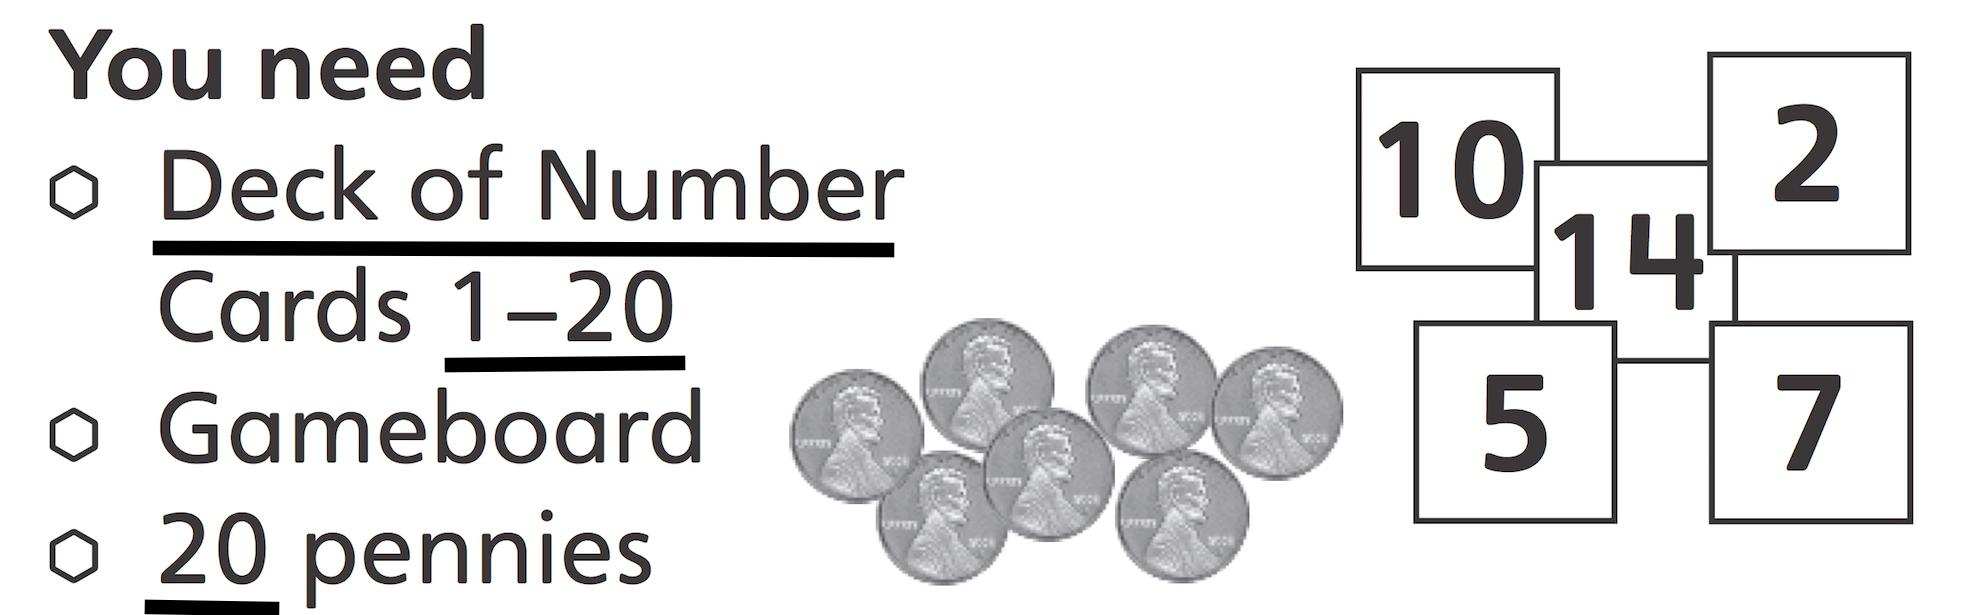 You need
Deck of Number
Cards 1–20
Gameboard
20 pennies
10
2
14
5
7